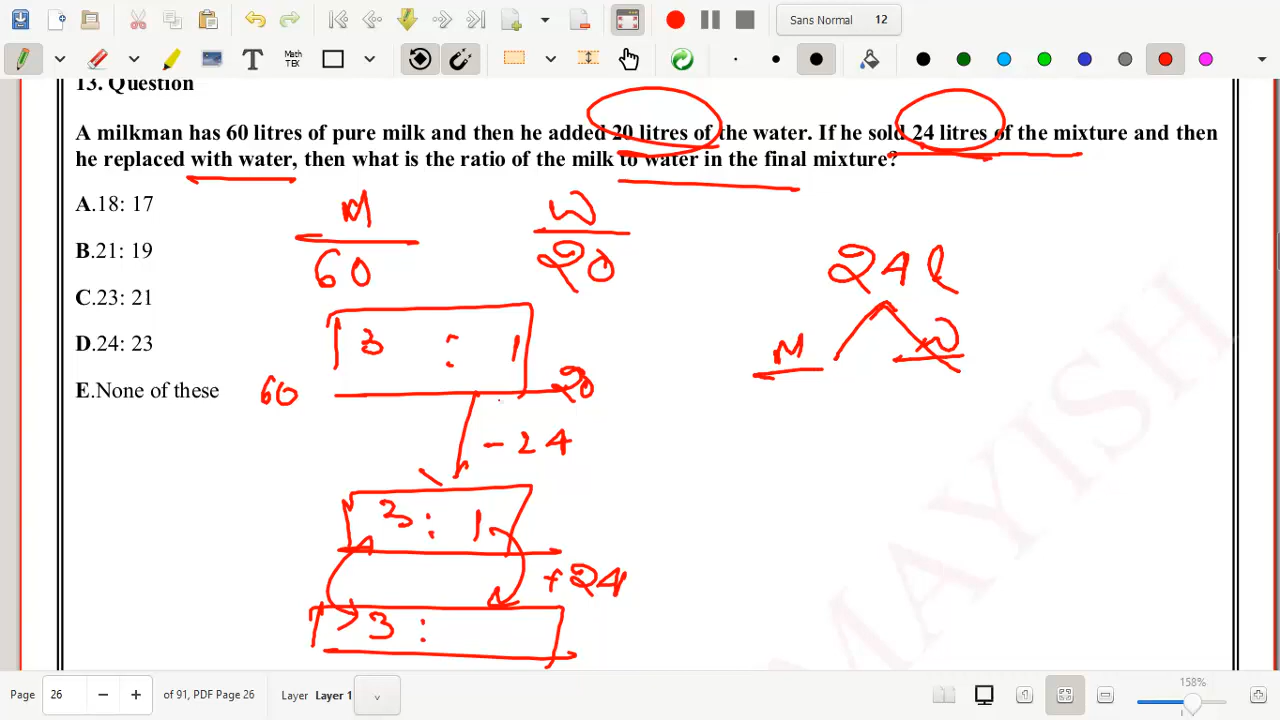 Sans Normal 12
Math
TEX
13. Question
A milkman has 60 litres of pure milk and then he added 20 litres of the water. If he sold 24 litres of the mixture and then
he replaced with water, then what is the ratio of the milk to water in the final mixture?
A.18: 17
M W
B.21: 19
60 20
24 l
C.23: 21
D.24: 23
3 : 1
M W
E.None of these
60 20
- 24
3 : 1
+ 24
3 :
MAYISH
Page 26 of 91, PDF Page 26 Layer Layer 1 158%